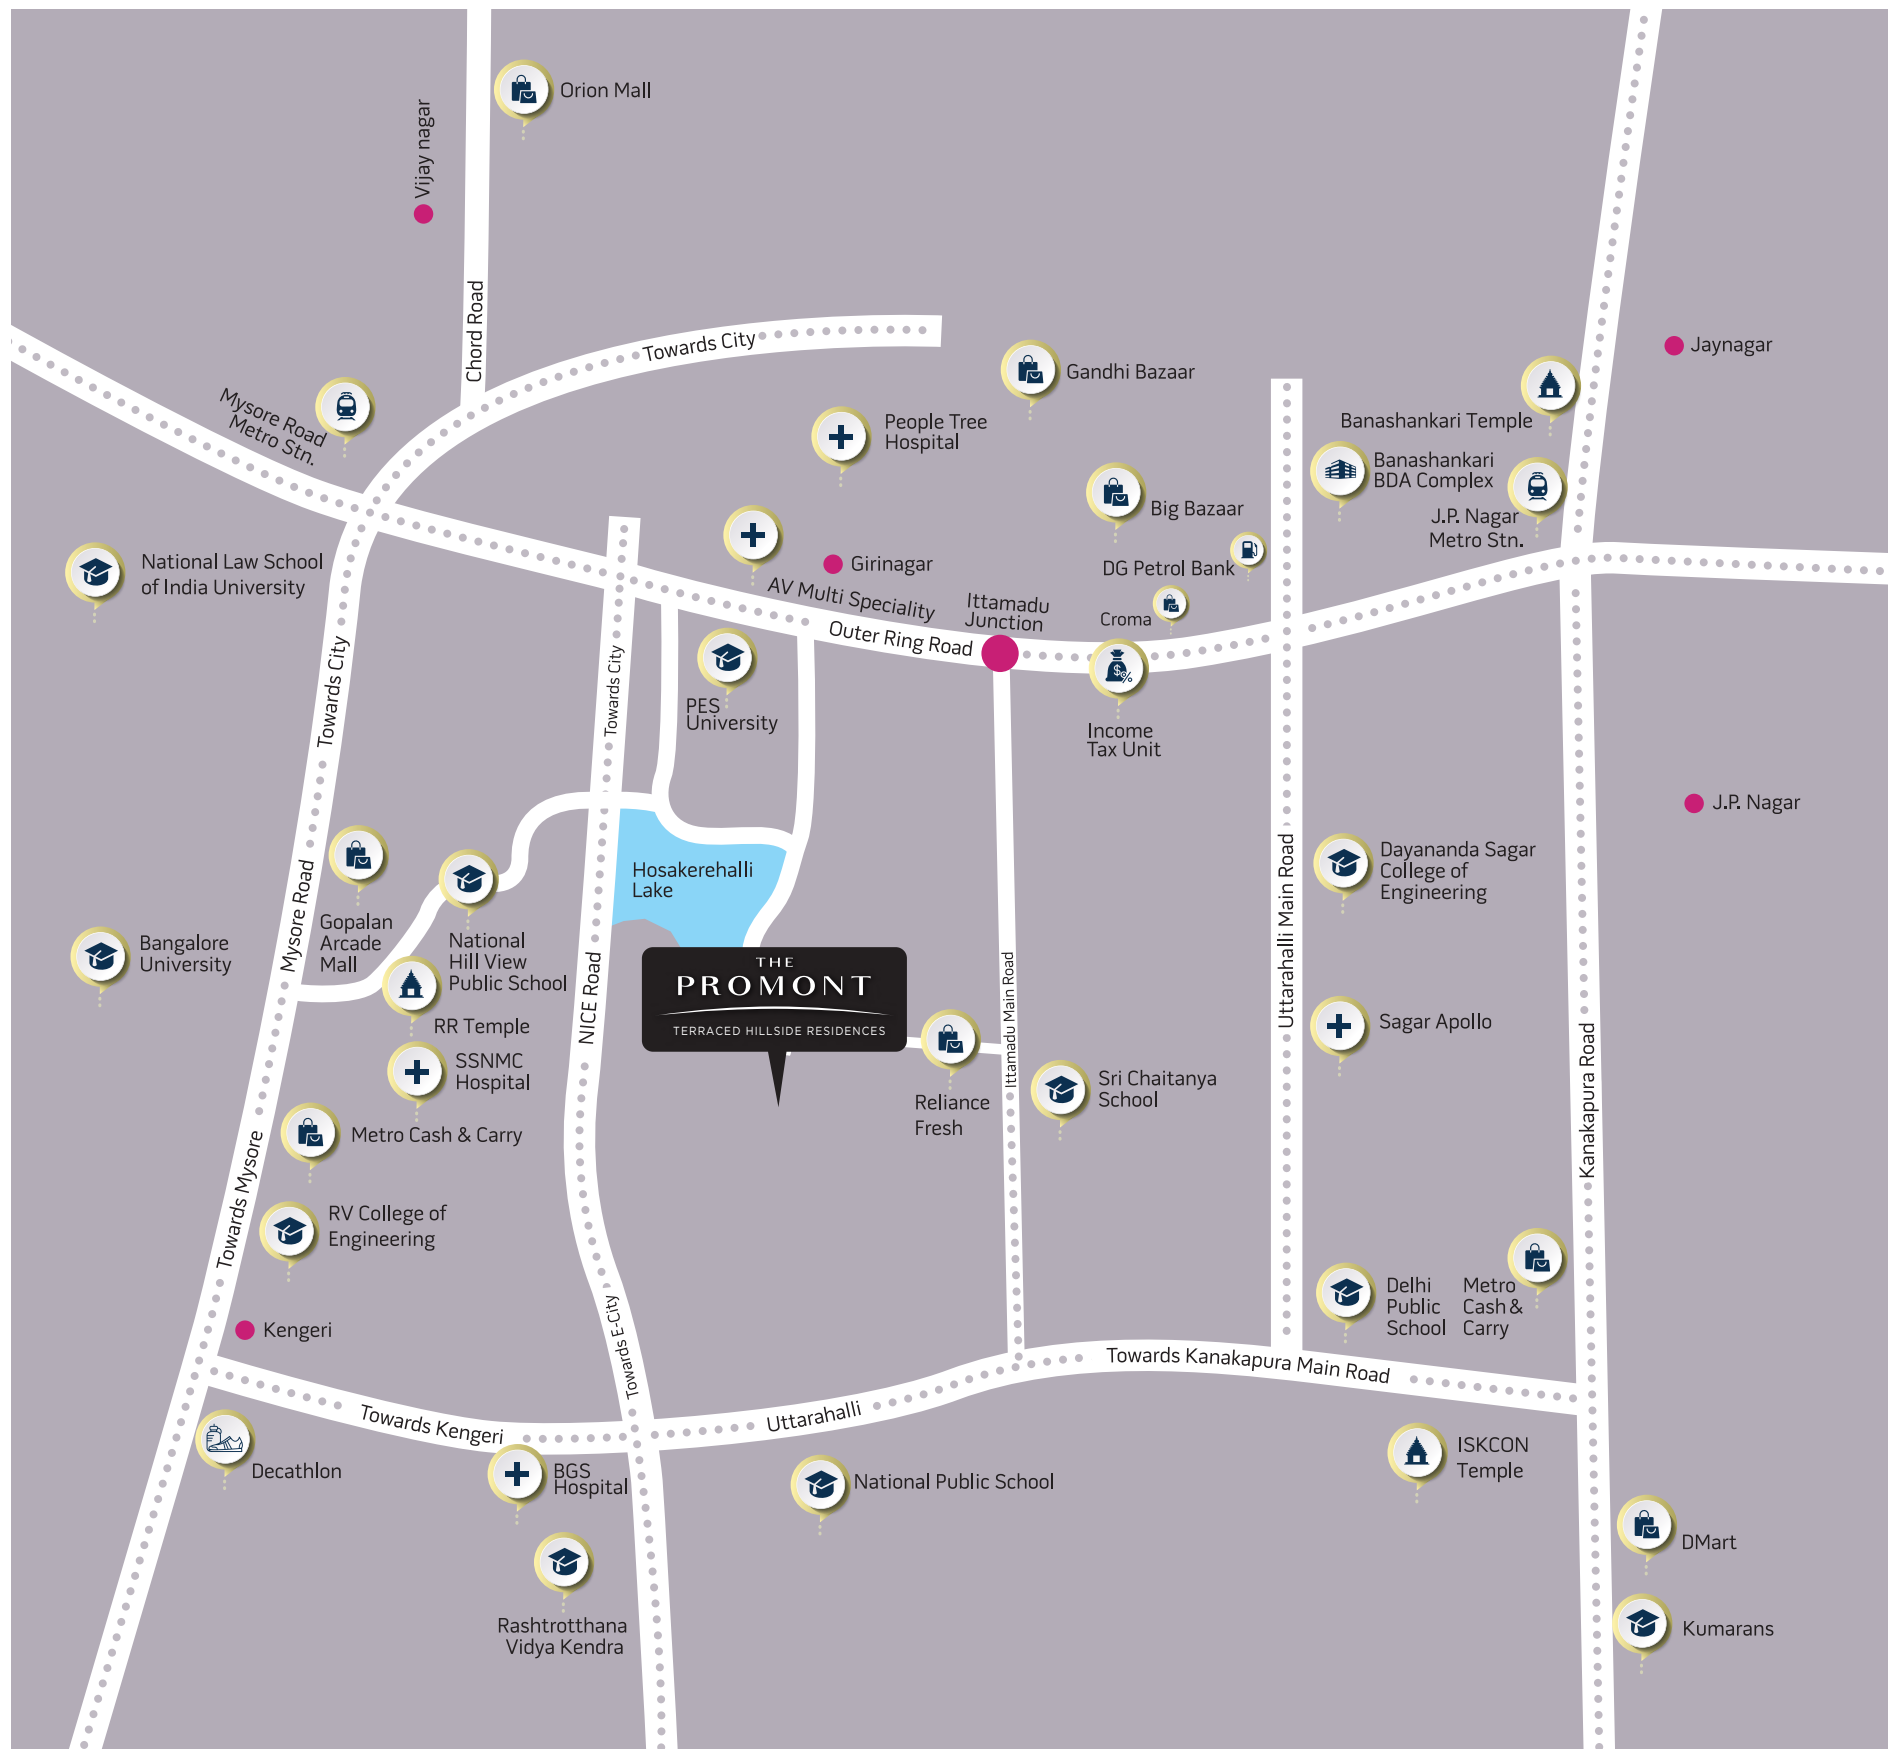 Orion Mall
Vijay nagar
Chord Road
Towards City
Jaynagar
Gandhi Bazaar
Mysore Road
Metro Stn.
People Tree
Hospital
Banashankari Temple
Banashankari
BDA Complex
Big Bazaar
J.P. Nagar
Metro Stn.
National Law School
of India University
Girinagar
DG Petrol Bank
AV Multi Speciality
Ittamadu
Junction
Croma
Outer Ring Road
Towards City
Towards City
PES
University
$%
Income
Tax Unit
J.P. Nagar
Mysore Road
Hosakerehalli
Lake
Uttarahalli Main Road
Dayananda Sagar
College of
Engineering
Gopalan
Arcade
Mall
Bangalore
University
National
Hill View
Public School
NICE Road
THE
PROMONT
TERRACED HILLSIDE RESIDENCES
Ittamadu Main Road
RR Temple
Sagar Apollo
SSNMC
Hospital
Reliance
Fresh
Sri Chaitanya
School
Kanakapura Road
Metro Cash & Carry
Towards Mysore
RV College of
Engineering
Delhi
Public
School
Metro
Cash &
Carry
Kengeri
Towards E-City
Towards Kanakapura Main Road
Towards Kengeri
Uttarahalli
Decathlon
BGS
Hospital
National Public School
ISKCON
Temple
DMart
Rashtrotthana
Vidya Kendra
Kumarans